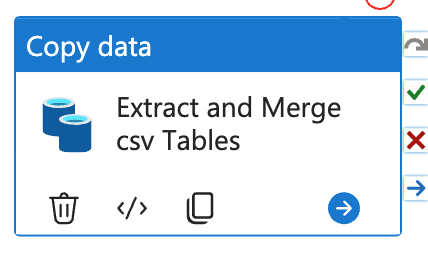 Copy data
Extract and Merge
csv Tables